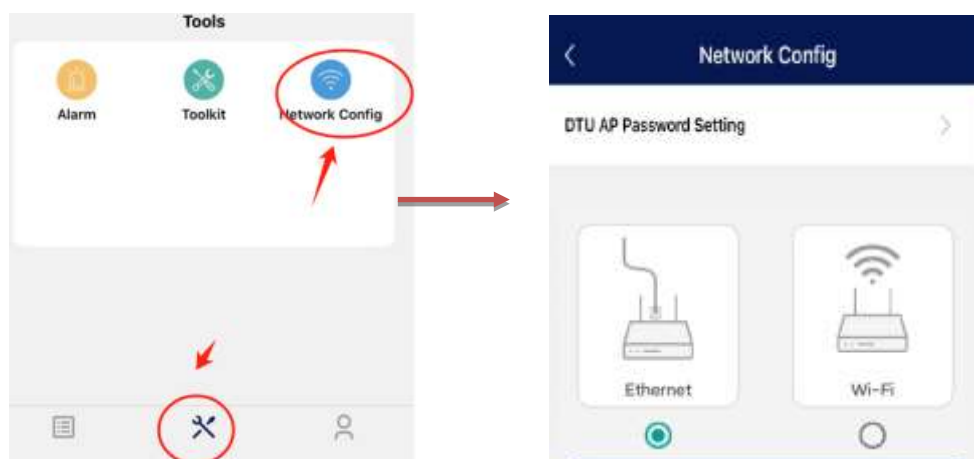 Tools
Alarm
Toolkit
Network Config
Network Config
DTU AP Password Setting
Ethernet
Wi-Fi